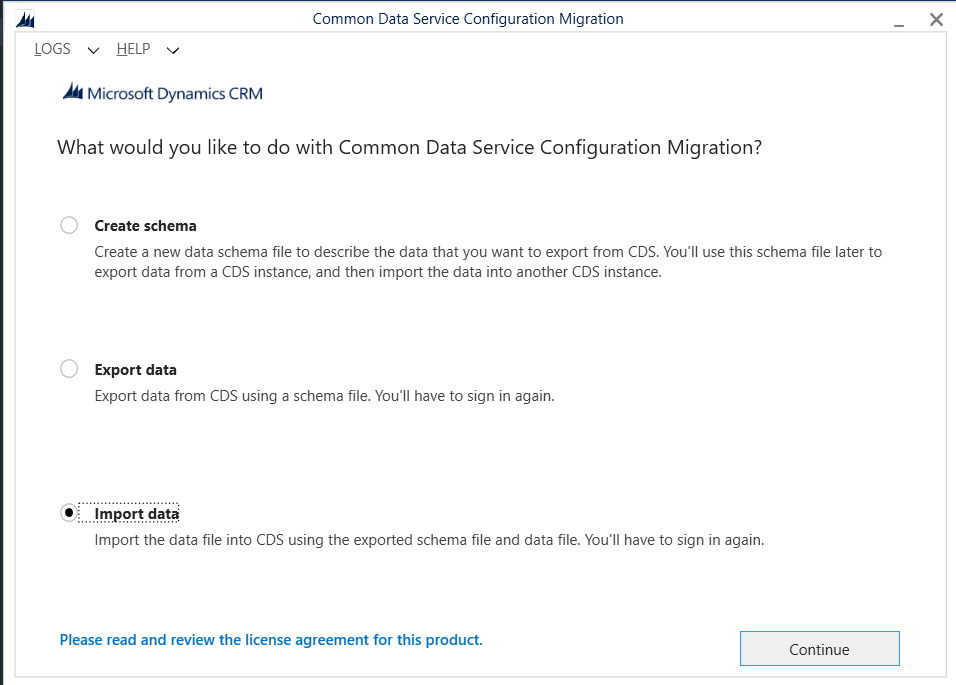 Common Data Service Configuration Migration
LOGS HELP
Microsoft Dynamics CRM
What would you like to do with Common Data Service Configuration Migration?
Create schema
Create a new data schema file to describe the data that you want to export from CDS. You'll use this schema file later to
export data from a CDS instance, and then import the data into another CDS instance.
Export data
Export data from CDS using a schema file. You'll have to sign in again.
Import data
Import the data file into CDS using the exported schema file and data file. You'll have to sign in again.
Please read and review the license agreement for this product.
Continue